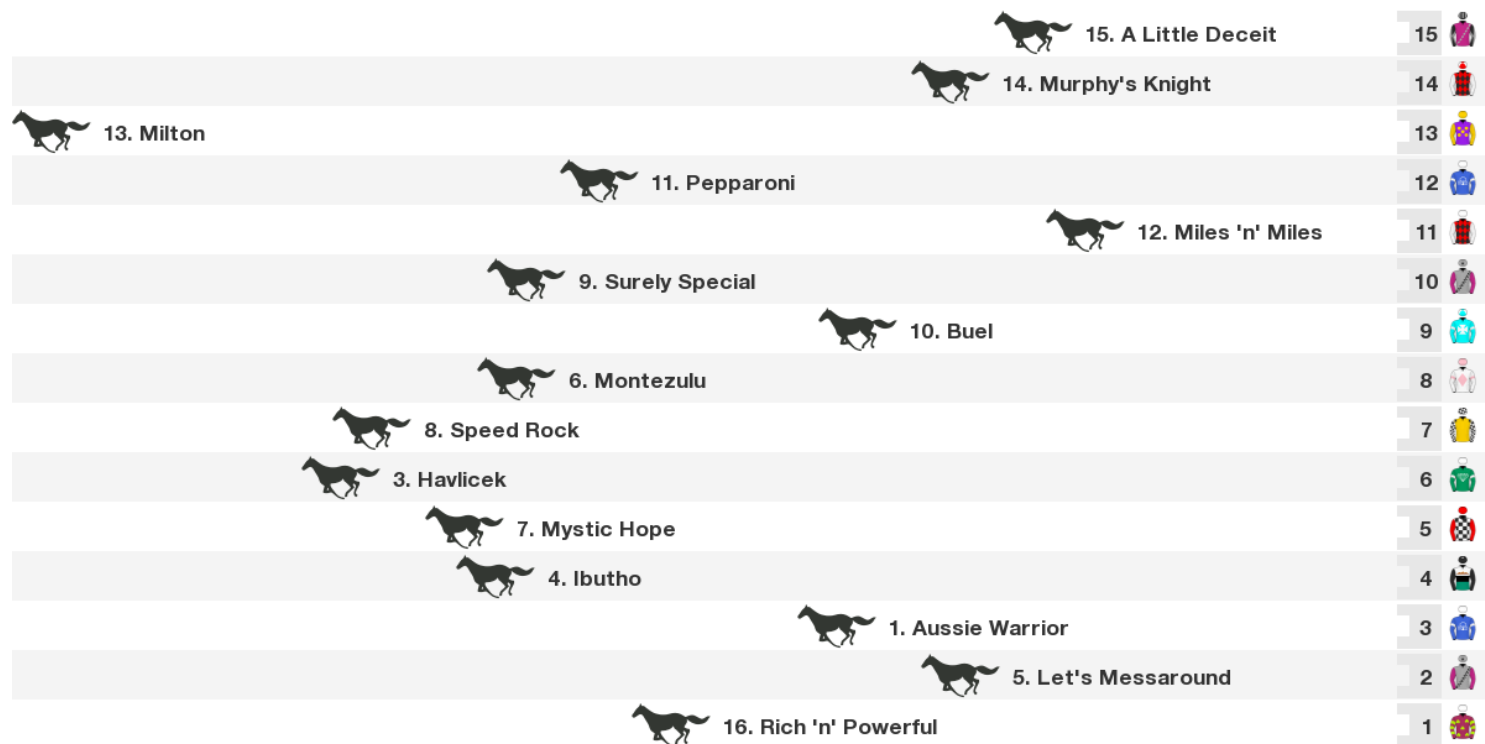 15. A Little Deceit 15
14. Murphy's Knight 14
13. Milton 13
11. Pepparoni 12
12. Miles 'n' Miles 11
9. Surely Special 10
10. Buel 9
6. Montezulu 8
8. Speed Rock 7
3. Havlicek 6
7. Mystic Hope 5
4. Ibutho 4
1. Aussie Warrior 3
5. Let's Messaround 2
16. Rich 'n' Powerful 1